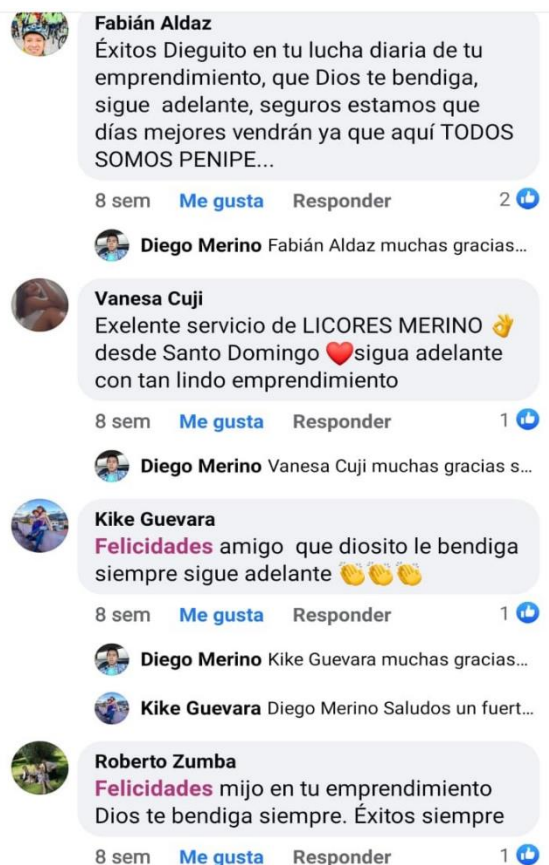 Fabián Aldaz
Éxitos Dieguito en tu lucha diaria de tu
emprendimiento, que Dios te bendiga,
sigue adelante, seguros estamos que
días mejores vendrán ya que aquí TODOS
SOMOS PENIPE...
8 sem Me gusta Responder 2
Diego Merino Fabián Aldaz muchas gracias...
Vanesa Cuji
Exelente servicio de LICORES MERINO 👌
desde Santo Domingo ❤️sigua adelante
con tan lindo emprendimiento
8 sem Me gusta Responder 1
Diego Merino Vanesa Cuji muchas gracias s...
Kike Guevara
Felicidades amigo que diosito le bendiga
siempre sigue adelante 👏👏👏
8 sem Me gusta Responder 1
Diego Merino Kike Guevara muchas gracias...
Kike Guevara Diego Merino Saludos un fuert...
Roberto Zumba
Felicidades mijo en tu emprendimiento
Dios te bendiga siempre. Éxitos siempre
8 sem Me gusta Responder 1